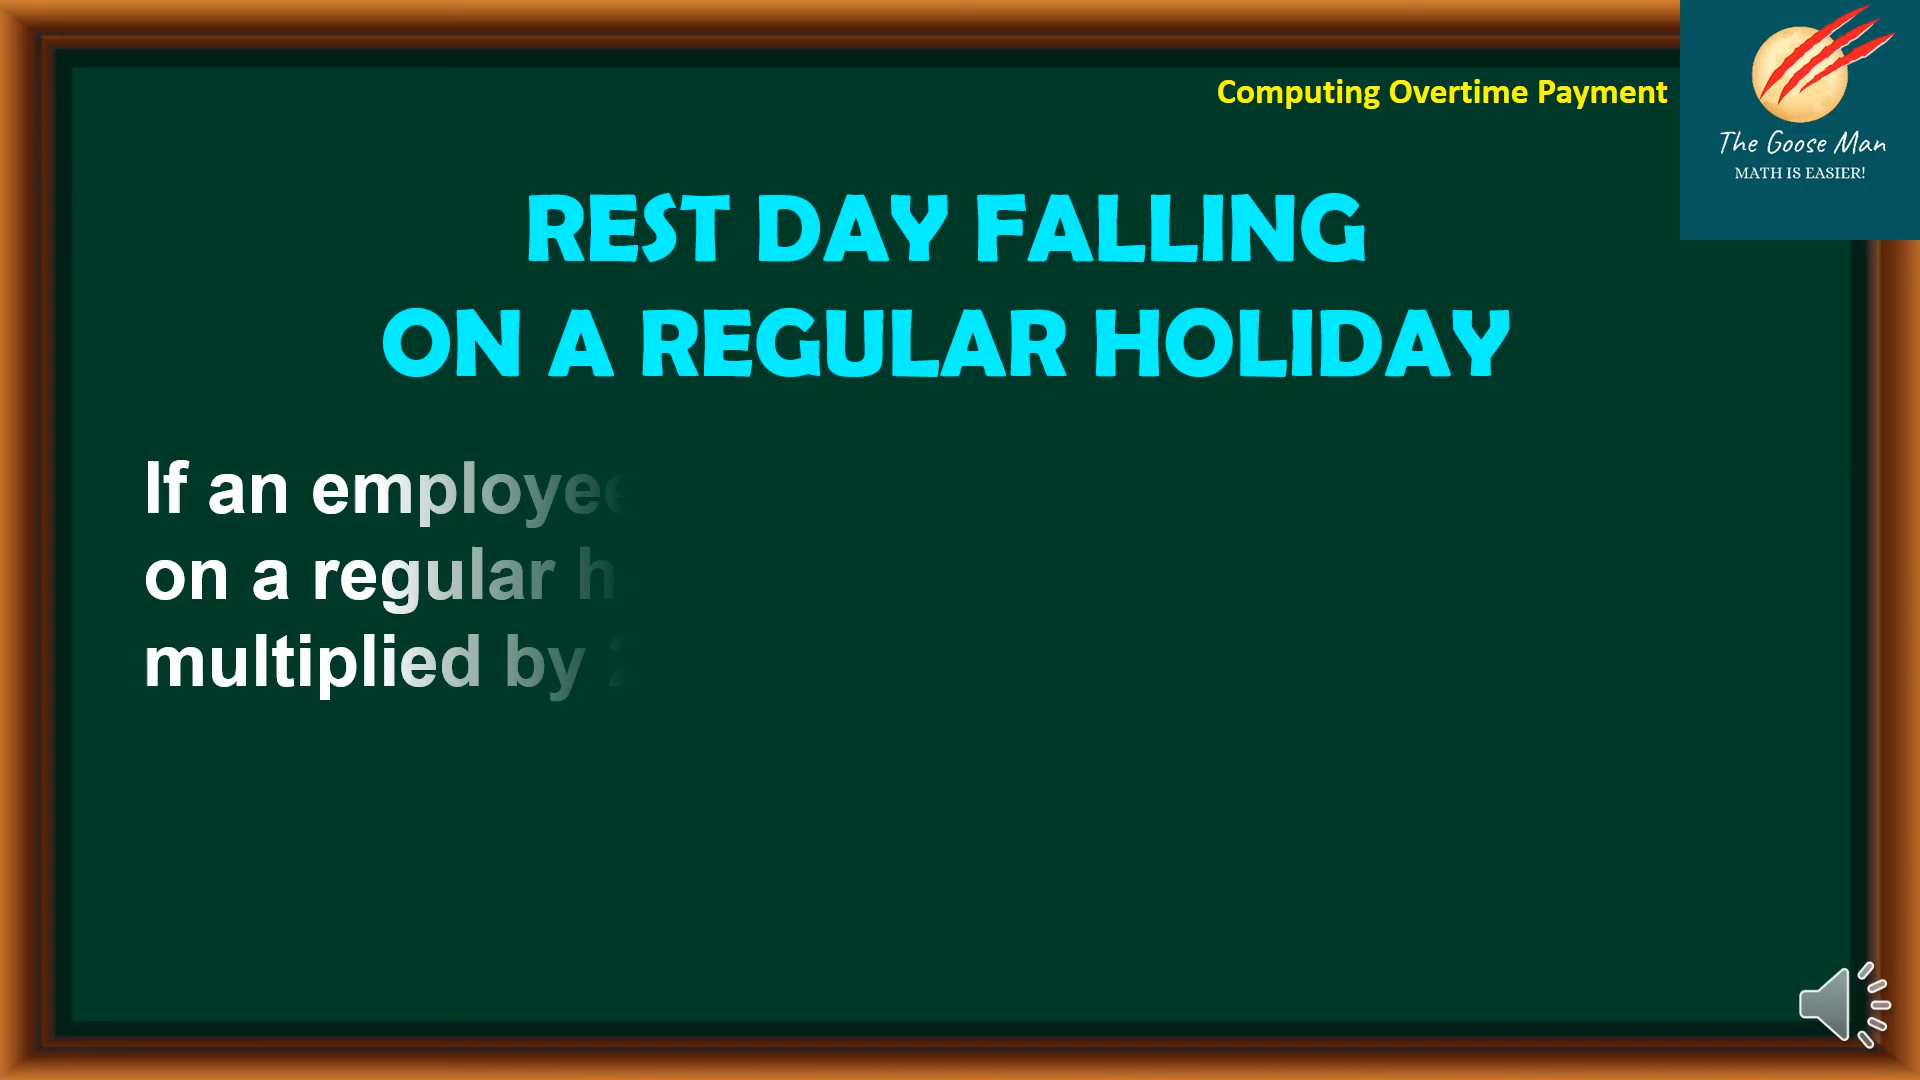 Computing Overtime Payment
The Goose Man
MATH IS EASIER!
REST DAY FALLING
ON A REGULAR HOLIDAY
If an employee
on a regular
multiplied by